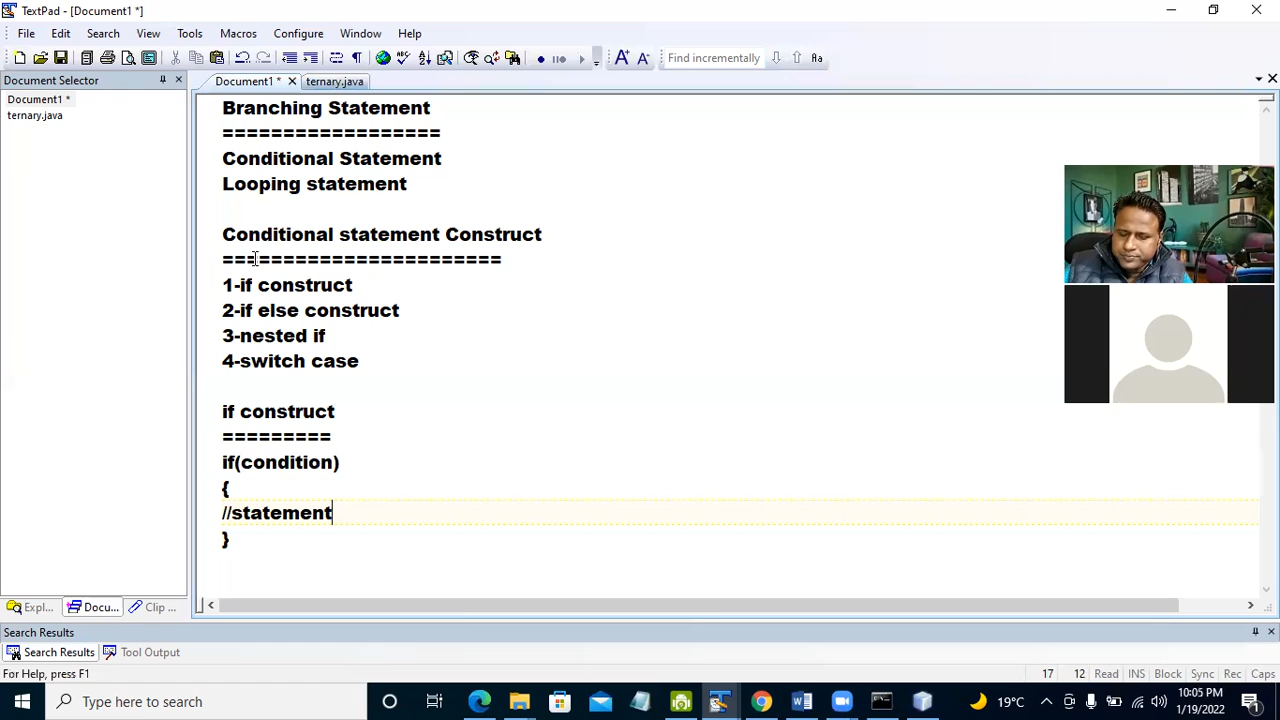 TextPad - [Document1 *]
File Edit Search View Tools Macros Configure Window Help
Find incrementally
Document Selector
Document1 *
ternary.java
Document1 *
ternary.java
Branching Statement
==================
Conditional Statement
Looping statement
Conditional statement Construct
=======================
1-if construct
2-if else construct
3-nested if
4-switch case
if construct
=========
if(condition)
{
//statement
}
Expl... Docu... Clip ...
Search Results
Search Results Tool Output
For Help, press F1
17 12 Read INS Block Sync Rec Caps
Type here to search
19°C
10:05 PM
1/19/2022